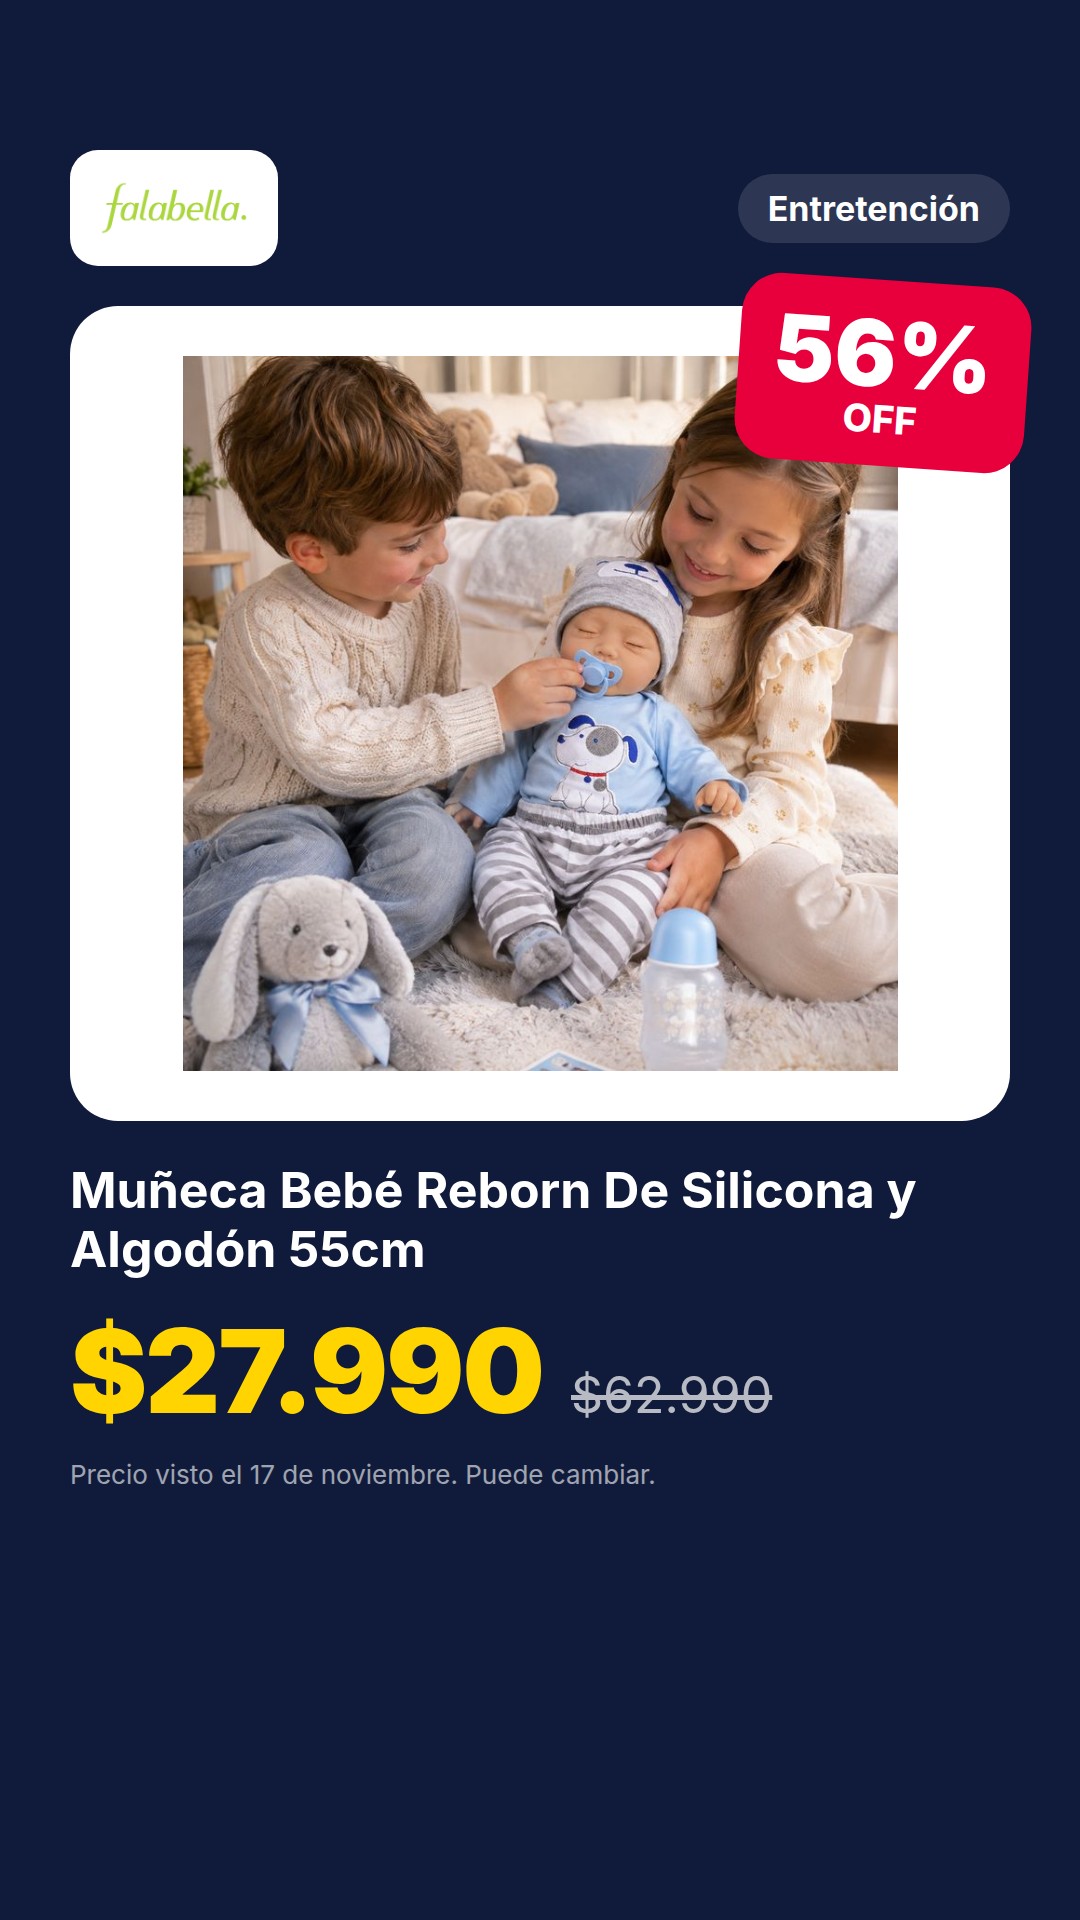 falabella.
Entretención
56%
OFF
Muñeca Bebé Reborn De Silicona y
Algodón 55cm
$27.990 $62.990
Precio visto el 17 de noviembre. Puede cambiar.